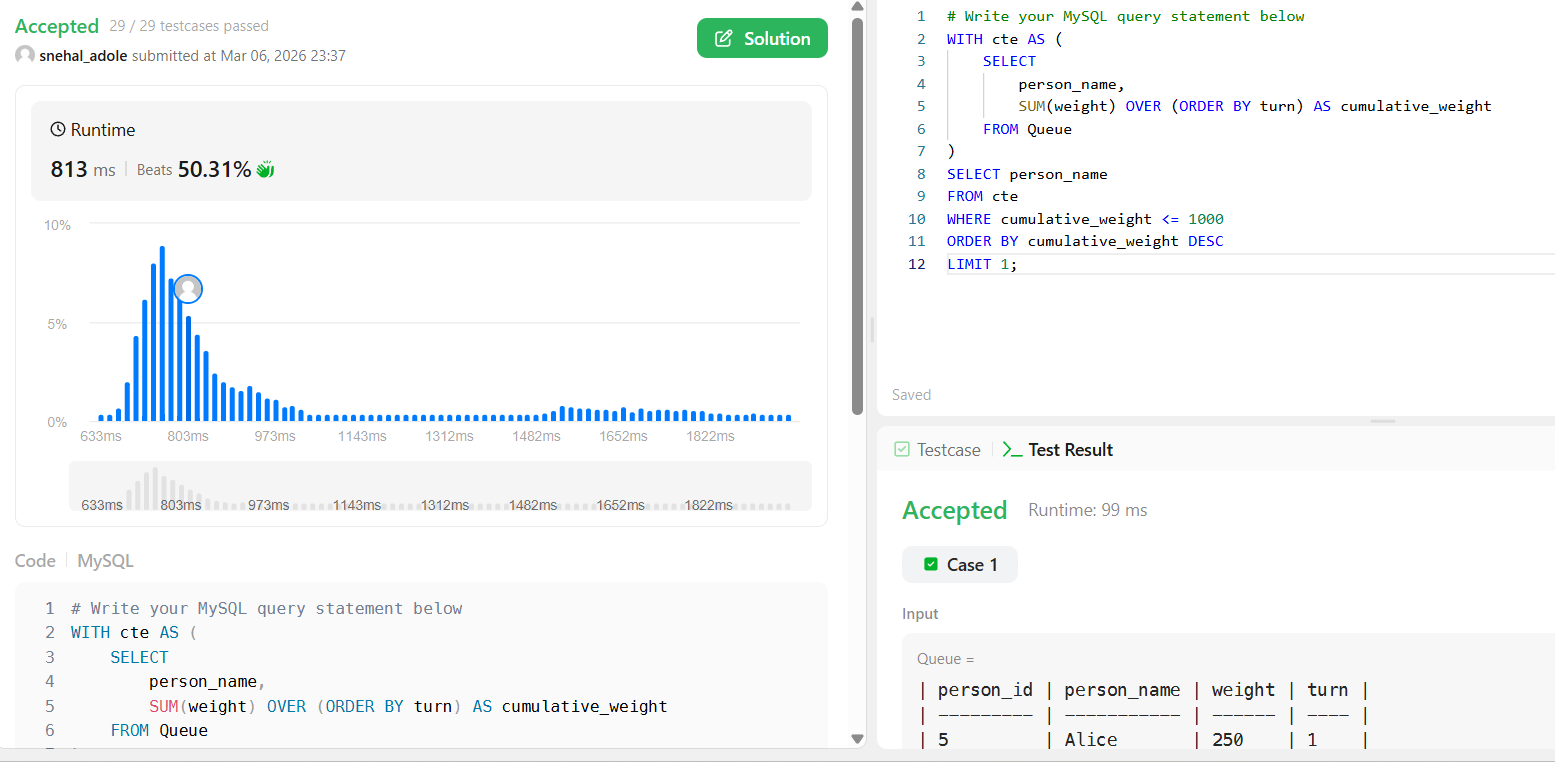 Accepted 29 / 29 testcases passed
snehal_adole submitted at Mar 06, 2026 23:37
Solution
Runtime
813 ms Beats 50.31%
10%
5%
0%
633ms 803ms 973ms 1143ms 1312ms 1482ms 1652ms 1822ms
633ms 803ms 973ms 1143ms 1312ms 1482ms 1652ms 1822ms
Code MySQL
1 # Write your MySQL query statement below
2 WITH cte AS (
3 SELECT
4 person_name,
5 SUM(weight) OVER (ORDER BY turn) AS cumulative_weight
6 FROM Queue
1 # Write your MySQL query statement below
2 WITH cte AS (
3 SELECT
4 person_name,
5 SUM(weight) OVER (ORDER BY turn) AS cumulative_weight
6 FROM Queue
7 )
8 SELECT person_name
9 FROM cte
10 WHERE cumulative_weight <= 1000
11 ORDER BY cumulative_weight DESC
12 LIMIT 1;
Saved
Testcase >_ Test Result
Accepted Runtime: 99 ms
Case 1
Input
Queue =
| person_id | person_name | weight | turn |
| --------- | ----------- | ------ | ---- |
| 5 | Alice | 250 | 1 |